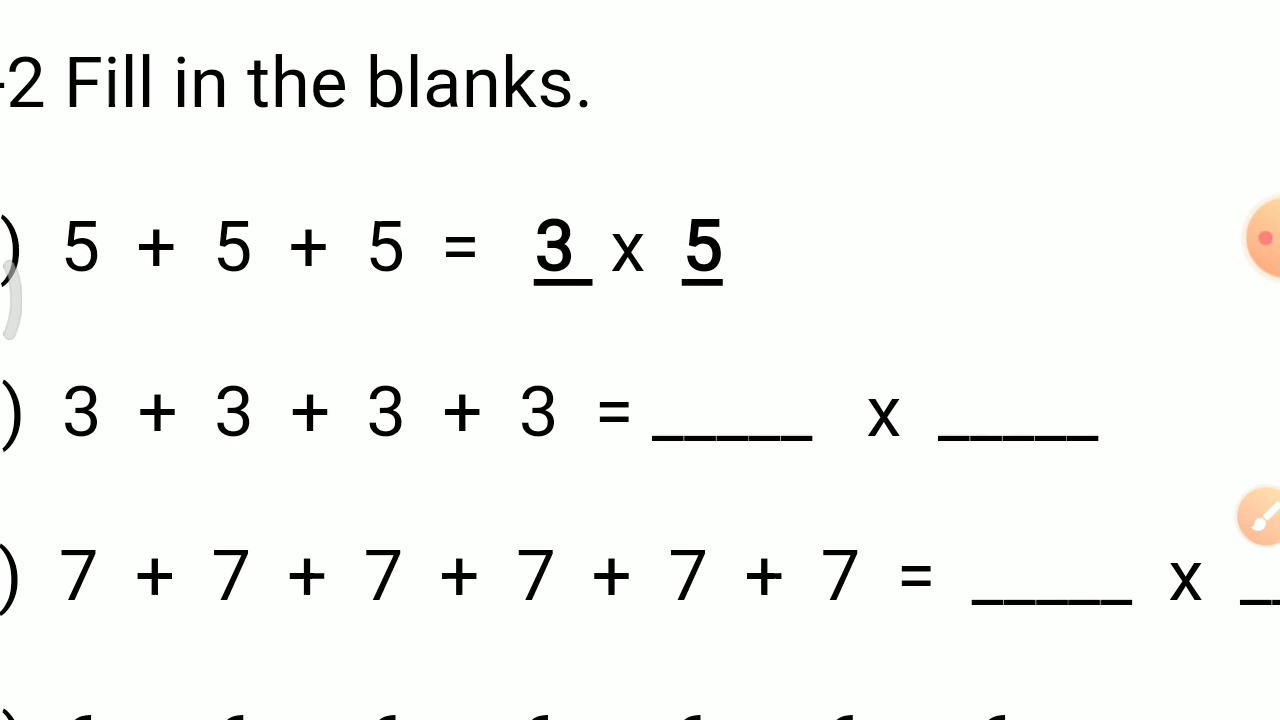 -2 Fill in the blanks.
) 5 + 5 + 5 = 3 x 5
) 3 + 3 + 3 + 3 = _____ x _____
) 7 + 7 + 7 + 7 + 7 + 7 = _____ x __